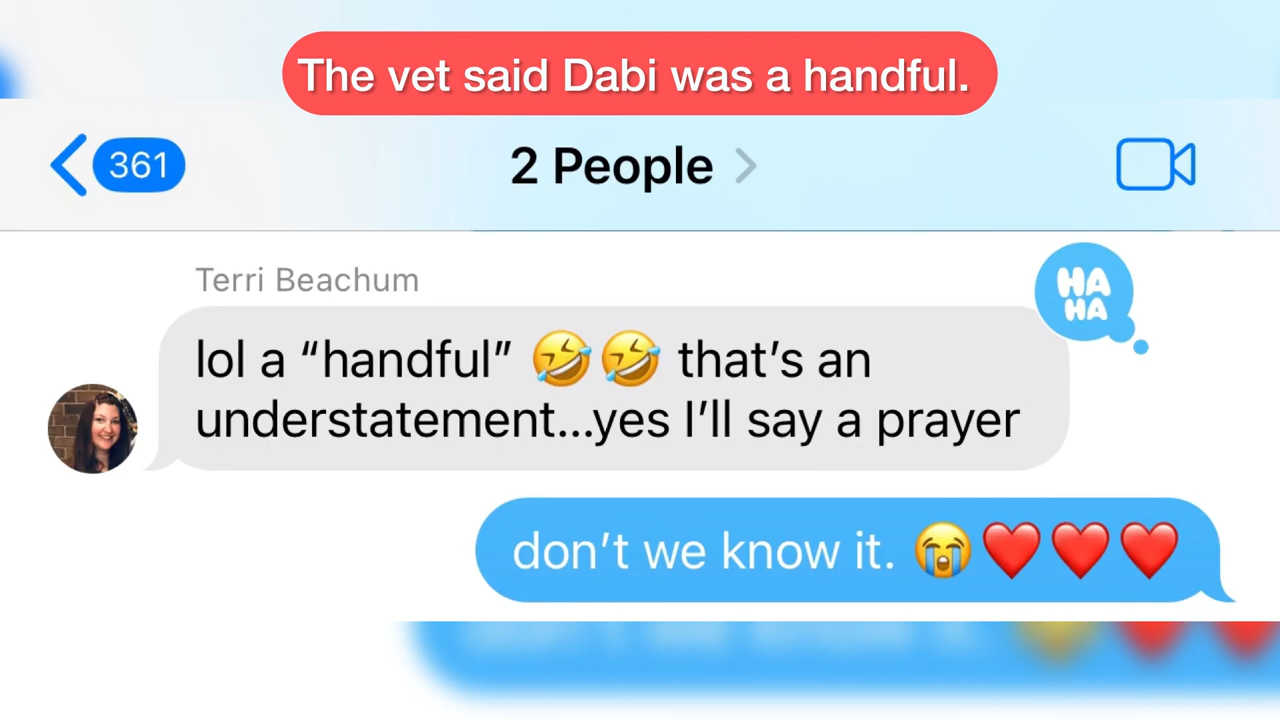 The vet said Dabi was a handful.
361
2 People
Terri Beachum
HA
HA
lol a “handful” 🤣🤣 that’s an
understatement...yes I’ll say a prayer
don’t we know it. 😭❤️❤️❤️